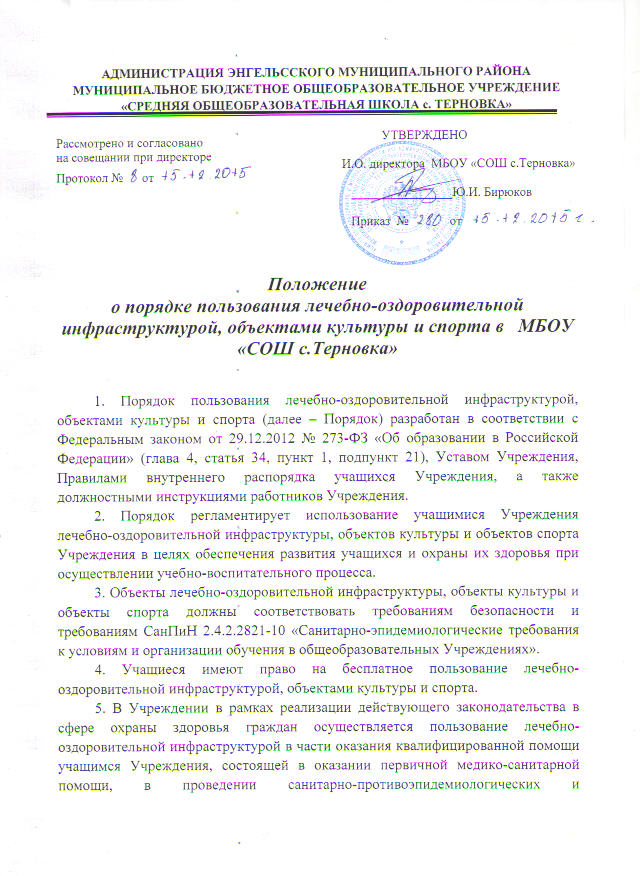 АДМИНИСТРАЦИЯ ЭНГЕЛЬССКОГО МУНИЦИПАЛЬНОГО РАЙОНА
МУНИЦИПАЛЬНОЕ БЮДЖЕТНОЕ ОБЩЕОБРАЗОВАТЕЛЬНОЕ УЧРЕЖДЕНИЕ
«СРЕДНЯЯ ОБЩЕОБРАЗОВАТЕЛЬНАЯ ШКОЛА с. ТЕРНОВКА»
Рассмотрено и согласовано
на совещании при директоре
Протокол № 8 от 15.12.2015
УТВЕРЖДЕНО
И.О. директора МБОУ «СОШ с.Терновка»
Ю.И. Бирюков
Приказ № 280 от 15.12.2015 г.
Положение
о порядке пользования лечебно-оздоровительной
инфраструктурой, объектами культуры и спорта в МБОУ
«СОШ с.Терновка»
1. Порядок пользования лечебно-оздоровительной инфраструктурой,
объектами культуры и спорта (далее – Порядок) разработан в соответствии с
Федеральным законом от 29.12.2012 № 273-ФЗ «Об образовании в Российской
Федерации» (глава 4, статья 34, пункт 1, подпункт 21), Уставом Учреждения,
Правилами внутреннего распорядка учащихся Учреждения, а также
должностными инструкциями работников Учреждения.
2. Порядок регламентирует использование учащимися Учреждения
лечебно-оздоровительной инфраструктуры, объектов культуры и объектов спорта
Учреждения в целях обеспечения развития учащихся и охраны их здоровья при
осуществлении учебно-воспитательного процесса.
3. Объекты лечебно-оздоровительной инфраструктуры, объекты культуры и
объекты спорта должны соответствовать требованиям безопасности и
требованиям СанПиН 2.4.2.2821-10 «Санитарно-эпидемиологические требования
к условиям и организации обучения в общеобразовательных Учреждениях».
4. Учащиеся имеют право на бесплатное пользование лечебно-
оздоровительной инфраструктурой, объектами культуры и спорта.
5. В Учреждении в рамках реализации действующего законодательства в
сфере охраны здоровья граждан осуществляется пользование лечебно-
оздоровительной инфраструктурой в части оказания квалифицированной помощи
учащимся Учреждения, состоящей в оказании первичной медико-санитарной
помощи, в проведении санитарно-противоэпидемиологических и